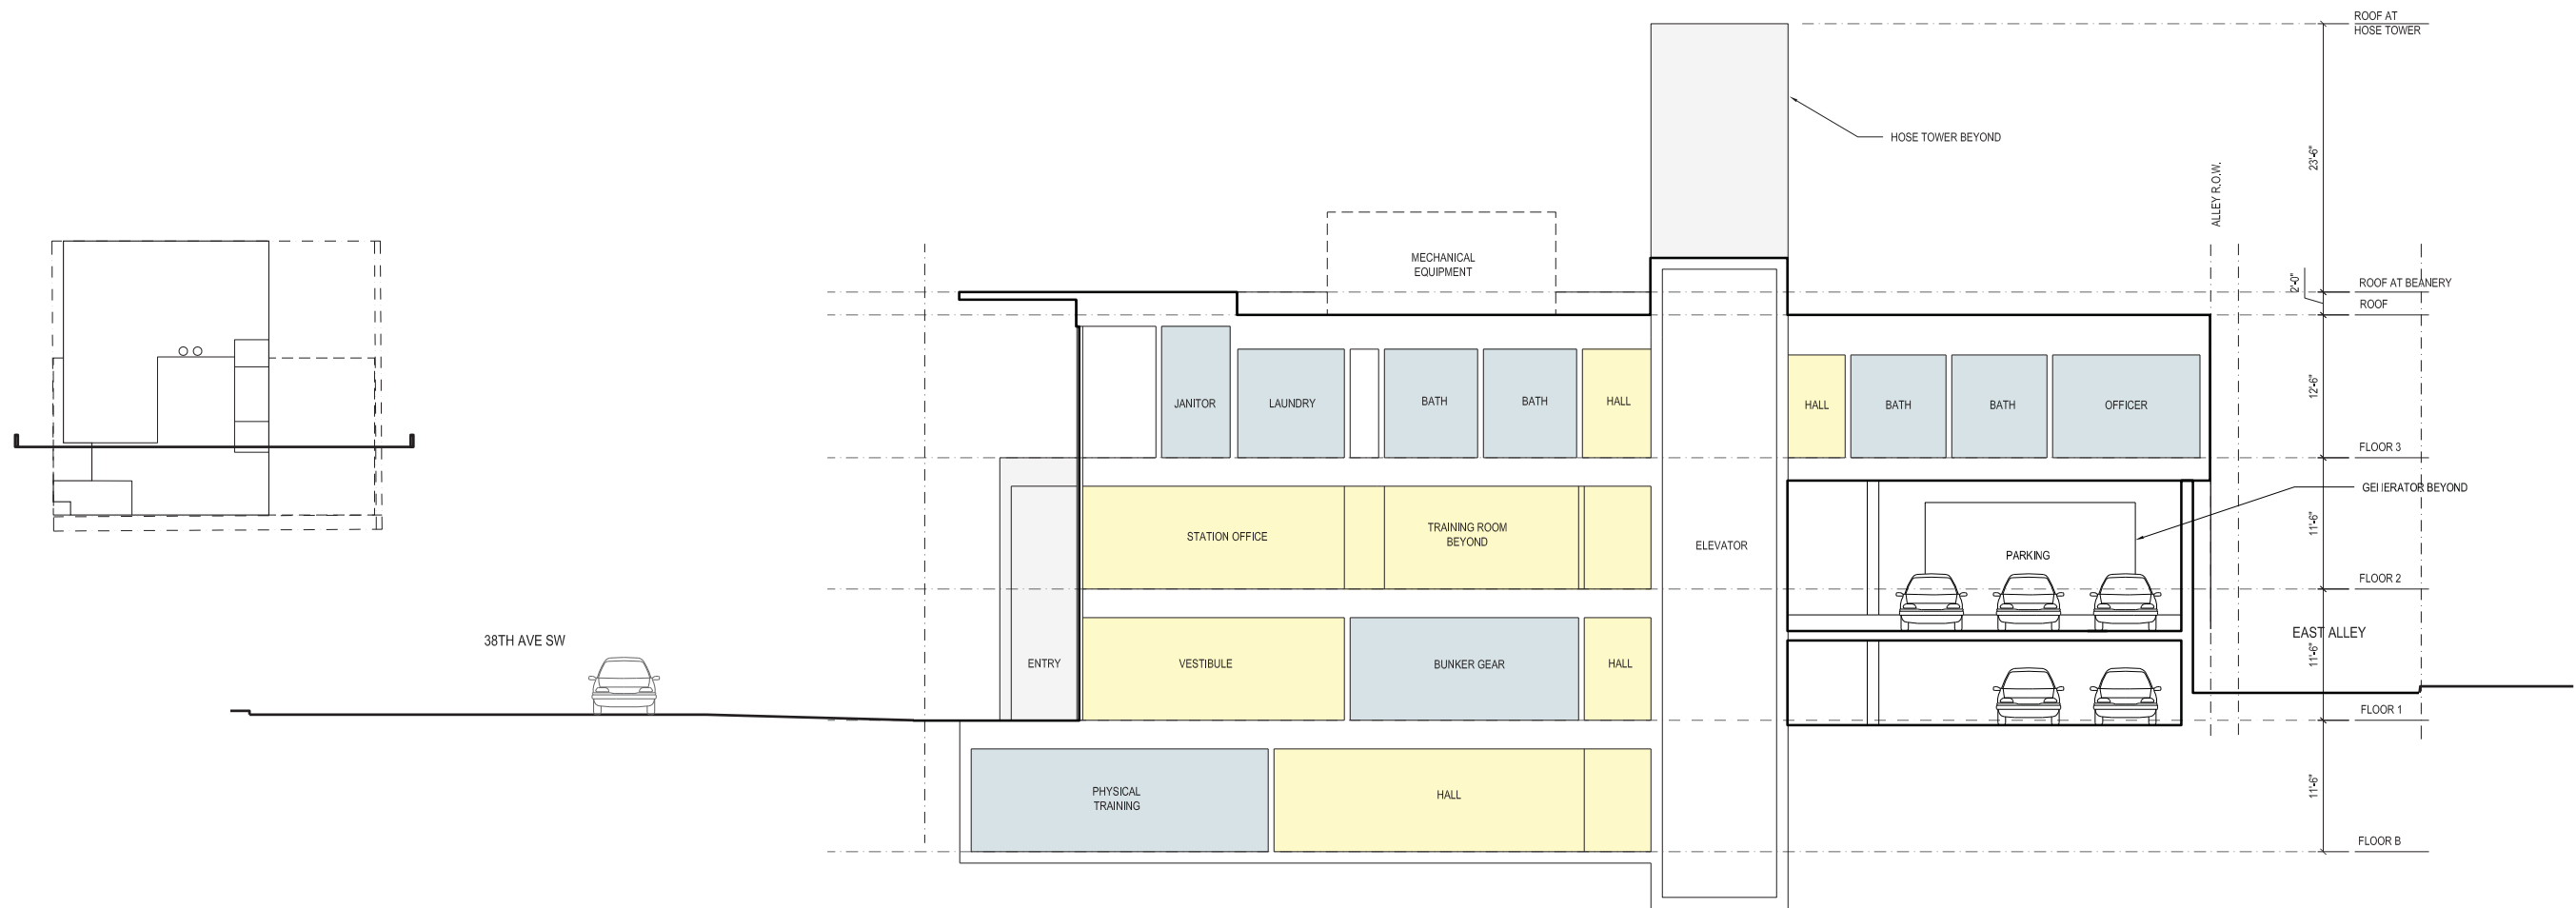 ROOF AT
HOSE TOWER
HOSE TOWER BEYOND
23'-6"
ALLEY R.O.W.
MECHANICAL
EQUIPMENT
2'-0"
ROOF AT BEANERY
ROOF
JANITOR
LAUNDRY
BATH
BATH
HALL
HALL
BATH
BATH
OFFICER
12'-6"
FLOOR 3
STATION OFFICE
TRAINING ROOM
BEYOND
ELEVATOR
PARKING
GENERATOR BEYOND
11'-6"
FLOOR 2
38TH AVE SW
ENTRY
VESTIBULE
BUNKER GEAR
HALL
EAST ALLEY
11'-6"
FLOOR 1
PHYSICAL
TRAINING
HALL
11'-6"
FLOOR B